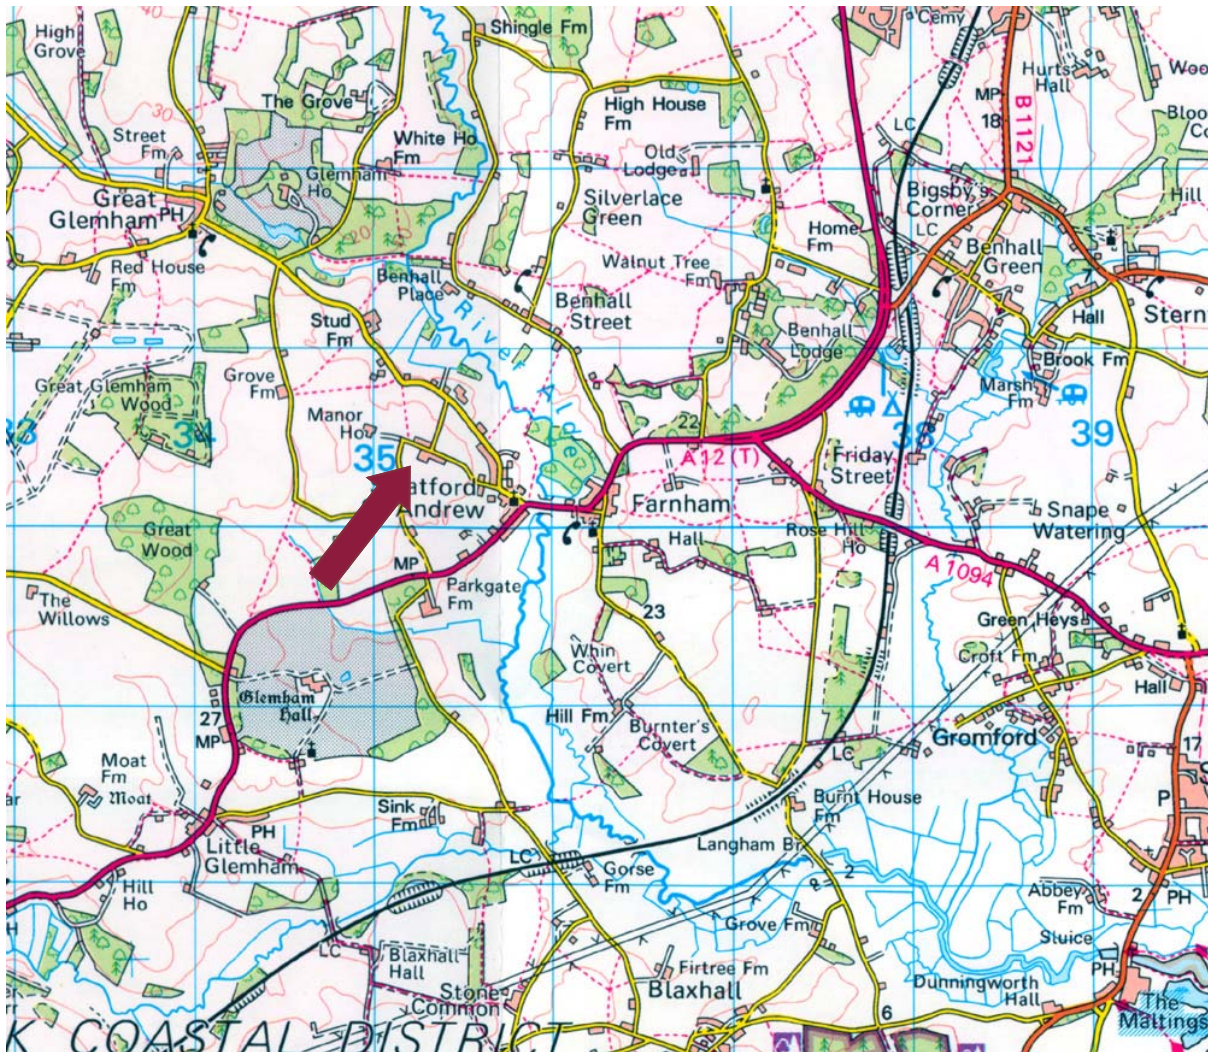 High
Grove
Shingle Fm
Cemy
Hurts
Hall
MP
18
B 1121
LC
The Grove
30
Street
Fm
White Ho
Fm
High House
Fm
Old
Lodge
Glemham
Ho
Great
Glemham
PH
Silverlace
Green
Bigsby's
Corner
LC
Hill
Home
Fm
Red House
Fm
20
Walnut Tree
Fm
Benhall
Green
7
Benhall
Place
River Alde
Benhall
Street
Stud
Fm
Benhall
Lodge
Hall
Brook Fm
Great Glemham
Wood
Grove
Fm
Marsh
Fm
Manor
Ho
34
35
22
A 12 (T)
38
39
Friday
Street
Farnham
Andrew
Snape
Watering
Great
Wood
Hall
Rose Hill
Ho
MP
A 1094
The
Willows
Parkgate
Fm
23
Green Heys
Whin
Covert
Croft Fm
Hall
Glemham
Hall
27
MP
Hill Fm
Burnter's
Covert
LC
Gromford
17
Moat
Fm
Moat
Sink
Fm
Burnt House
Fm
P
PH
Little
Glemham
LC
Gorse
Fm
Langham Br
2
Hill
Ho
Grove Fm
Abbey
Fm
2
PH
Sluice
LC
Blaxhall
Hall
Firtree Fm
Blaxhall
Dunningworth
Hall
PH
Stone
Common
6
The
Maltings
K COASTAL DISTRICT